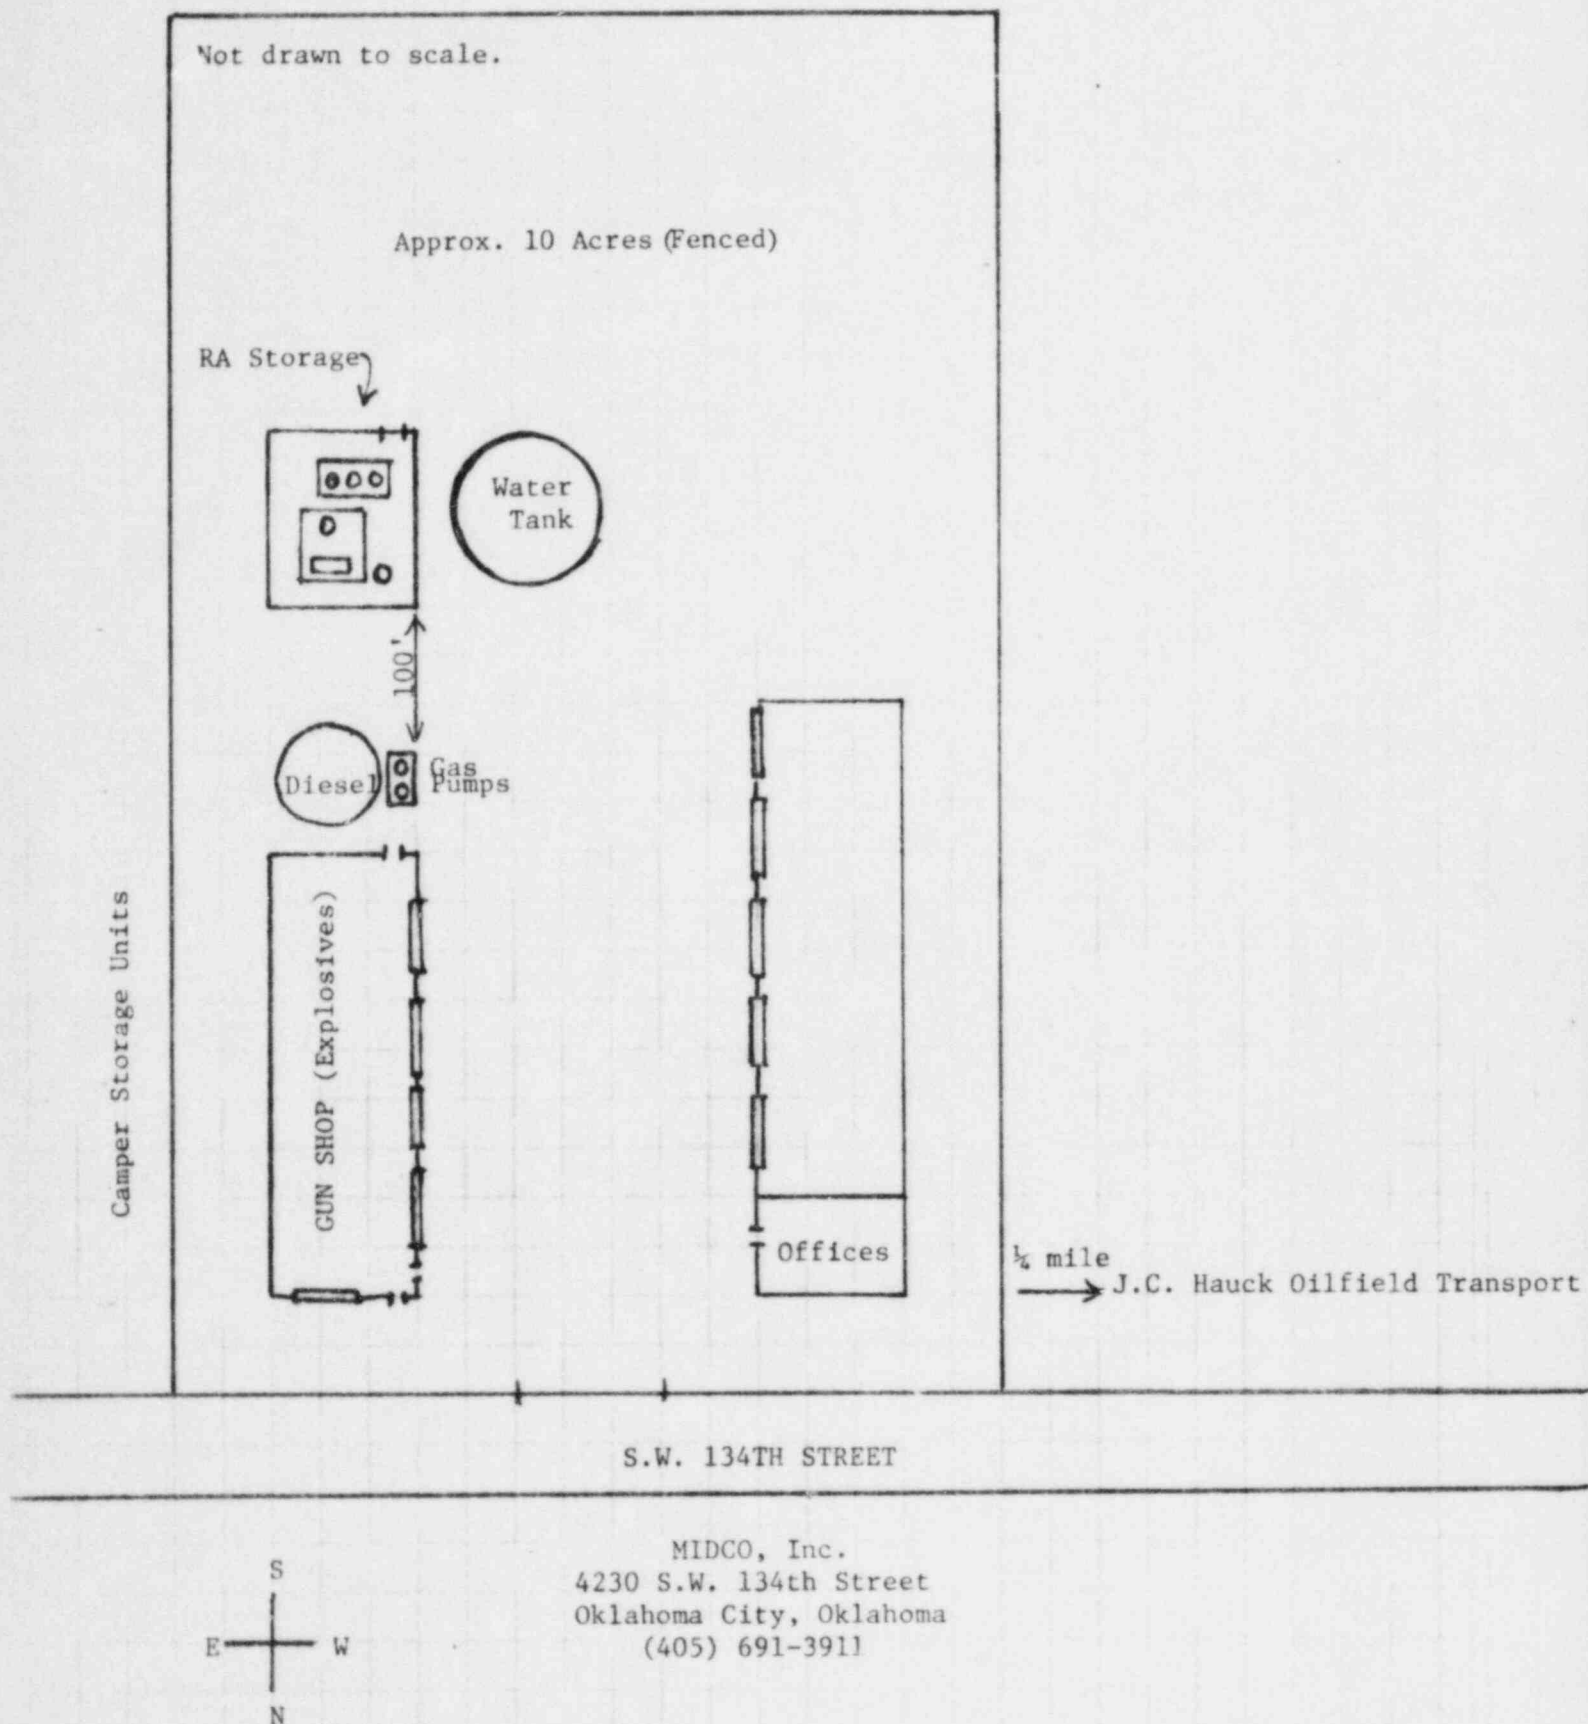 Not drawn to scale.
Approx. 10 Acres (Fenced)
RA Storage
Water
Tank
100'
Diesel
Gas
Pumps
Camper Storage Units
GUN SHOP (Explosives)
Offices
¼ mile
J.C. Hauck Oilfield Transport
S.W. 134TH STREET
MIDCO, Inc.
4230 S.W. 134th Street
Oklahoma City, Oklahoma
(405) 691-3911
S
E W
N